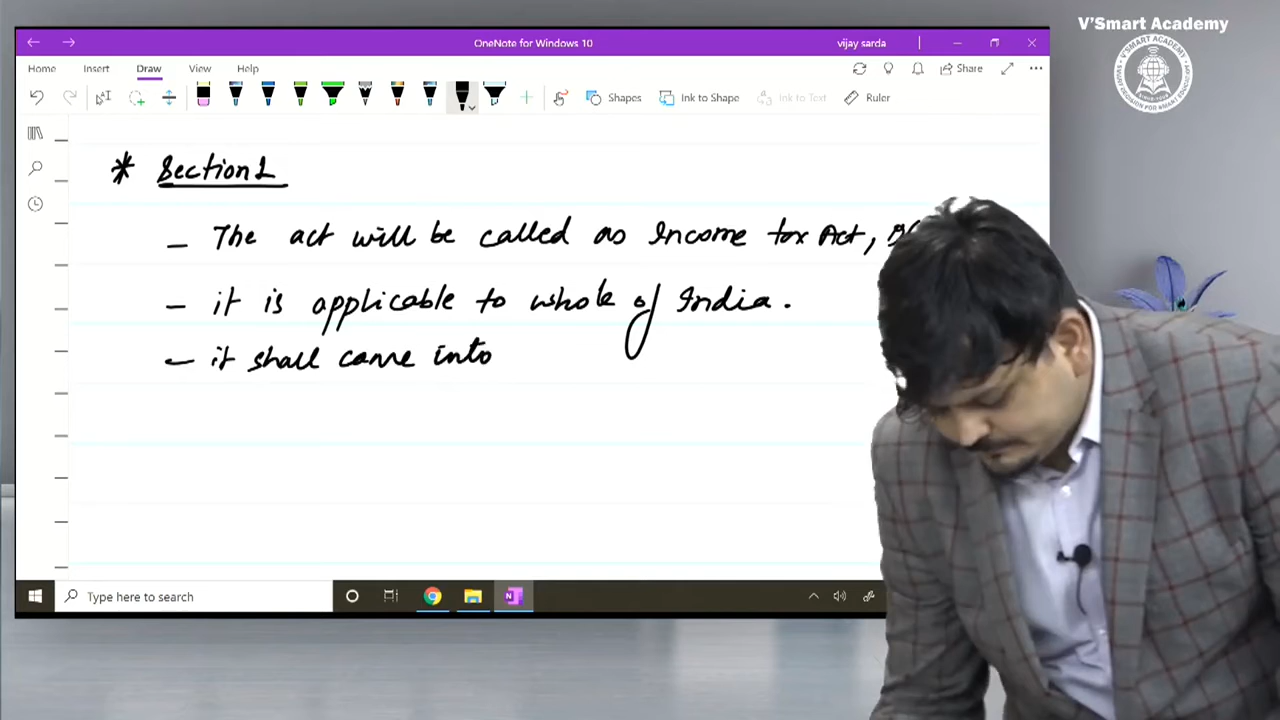 V'Smart Academy
OneNote for Windows 10
vijay sarda
Home Insert Draw View Help
Share
Shapes Ink to Shape Ink to Text Ruler
* Section 1
- The act will be called as Income tax Act,
- it is applicable to whole of India.
- it shall come into
Type here to search